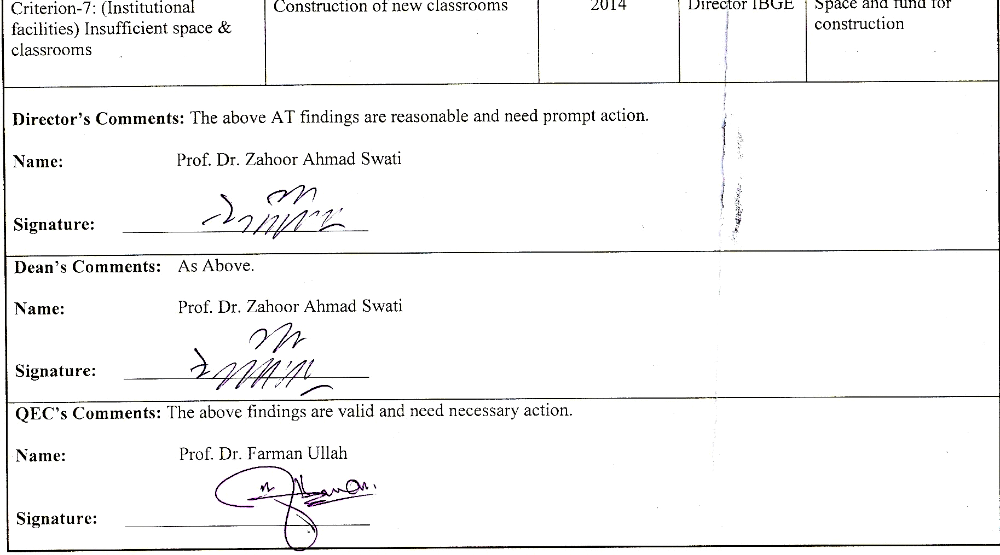 Criterion-7: (Institutional
facilities) Insufficient space &
classrooms
Construction of new classrooms
2014
Director IBGE
Space and fund for
construction
Director's Comments: The above AT findings are reasonable and need prompt action.
Name: Prof. Dr. Zahoor Ahmad Swati
Signature:
Dean's Comments: As Above.
Name: Prof. Dr. Zahoor Ahmad Swati
Signature:
QEC's Comments: The above findings are valid and need necessary action.
Name: Prof. Dr. Farman Ullah
Signature: